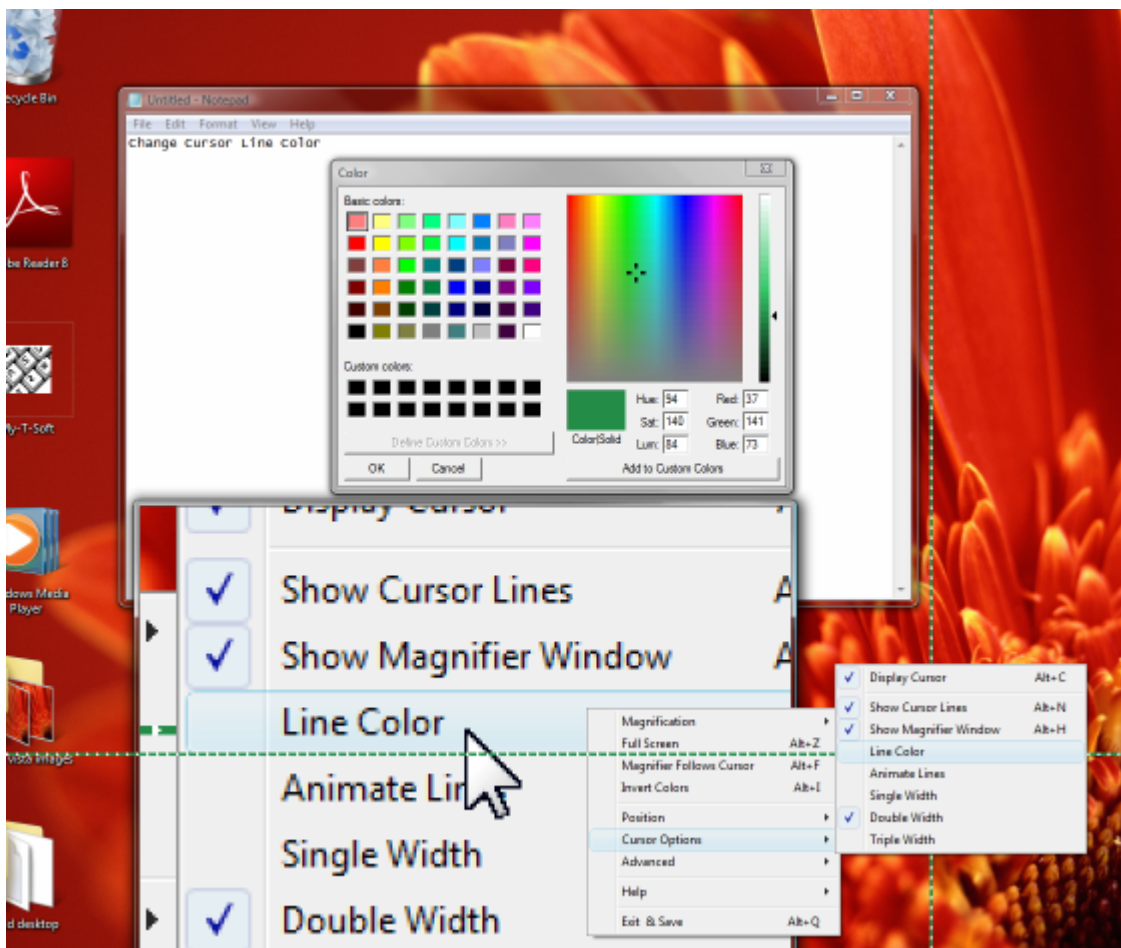 ecycle Bin
Untitled - Notepad
File Edit Format View Help
Change Cursor Line Color
Color
Basic colors:
Custom colors:
Define Custom Colors >>
OK Cancel
Color|Solid
Hue: 94 Red: 37
Sat: 140 Green: 141
Lum: 84 Blue: 73
Add to Custom Colors
be Reader 8
My-T-Soft
dows Media
Player
vista images
d desktop
Display Cursor
Show Cursor Lines A
Show Magnifier Window A
Line Color
Animate Lin
Single Width
Double Width
Magnification
Full Screen Alt+Z
Magnifier Follows Cursor Alt+F
Invert Colors Alt+I
Position
Cursor Options
Advanced
Help
Exit & Save Alt+Q
Display Cursor Alt+C
Show Cursor Lines Alt+N
Show Magnifier Window Alt+H
Line Color
Animate Lines
Single Width
Double Width
Triple Width